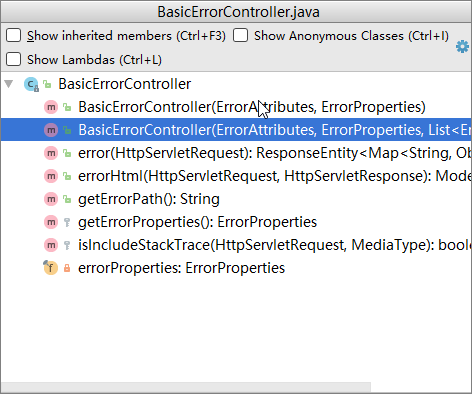 BasicErrorController.java
Show inherited members (Ctrl+F3) Show Anonymous Classes (Ctrl+I)
Show Lambdas (Ctrl+L)
BasicErrorController
m BasicErrorController(ErrorAttributes, ErrorProperties)
m BasicErrorController(ErrorAttributes, ErrorProperties, List<Er
m error(HttpServletRequest): ResponseEntity<Map<String, Ob
m errorHtml(HttpServletRequest, HttpServletResponse): Mode
m getErrorPath(): String
m getErrorProperties(): ErrorProperties
m isIncludeStackTrace(HttpServletRequest, MediaType): boole
f errorProperties: ErrorProperties